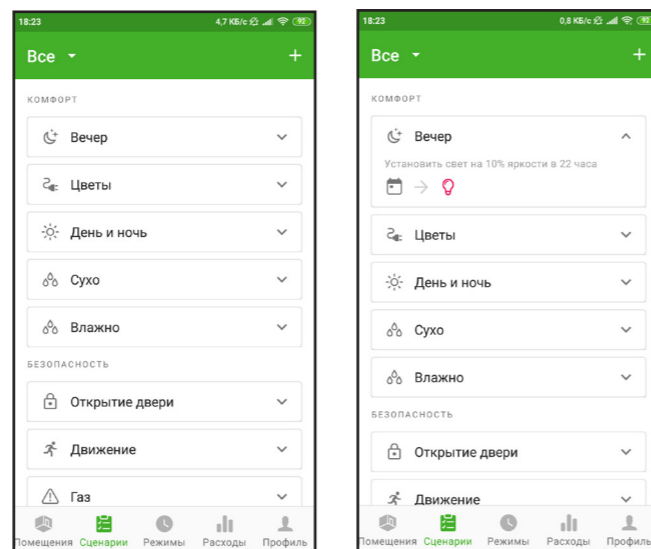 18:23 4,7 КБ/с 92
Все +
КОМФОРТ
Вечер
Цветы
День и ночь
Сухо
Влажно
БЕЗОПАСНОСТЬ
Открытие двери
Движение
Газ
Помещения Сценарии Режимы Расходы Профиль
18:23 0,8 КБ/с 92
Все +
КОМФОРТ
Вечер
Установить свет на 10% яркости в 22 часа
Цветы
День и ночь
Сухо
Влажно
БЕЗОПАСНОСТЬ
Открытие двери
Движение
Помещения Сценарии Режимы Расходы Профиль